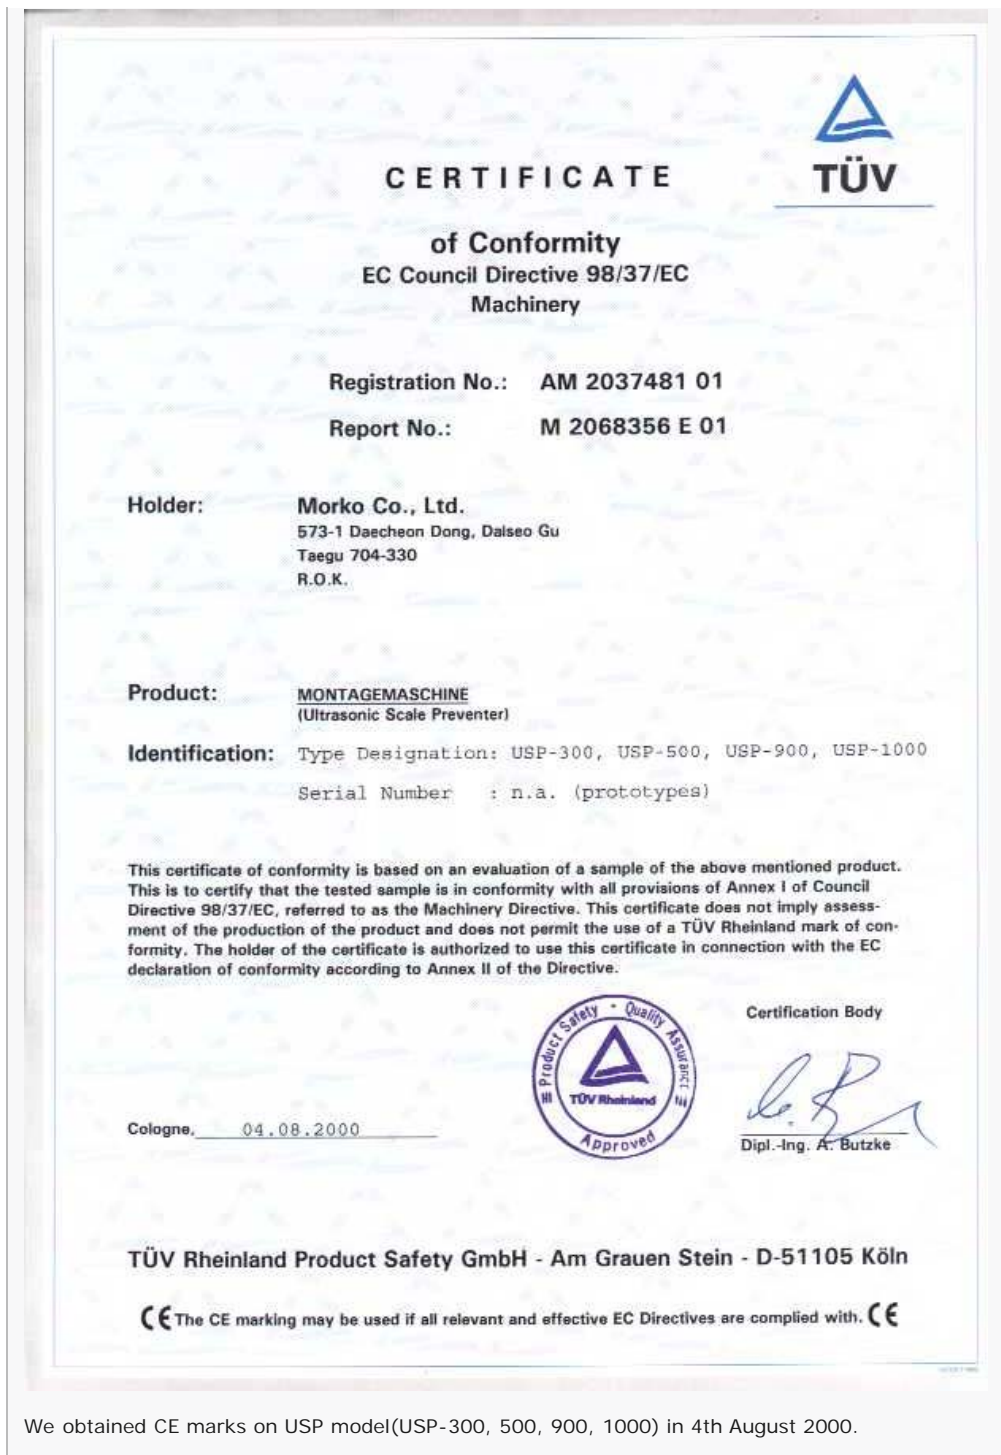 TÜV
CERTIFICATE
of Conformity
EC Council Directive 98/37/EC
Machinery
Registration No.: AM 2037481 01
Report No.: M 2068356 E 01
Holder: Morko Co., Ltd.
573-1 Daecheon Dong, Dalseo Gu
Taegu 704-330
R.O.K.
Product: MONTAGEMASCHINE
(Ultrasonic Scale Preventer)
Identification: Type Designation: USP-300, USP-500, USP-900, USP-1000
Serial Number : n.a. (prototypes)
This certificate of conformity is based on an evaluation of a sample of the above mentioned product.
This is to certify that the tested sample is in conformity with all provisions of Annex I of Council
Directive 98/37/EC, referred to as the Machinery Directive. This certificate does not imply assess-
ment of the production of the product and does not permit the use of a TÜV Rheinland mark of con-
formity. The holder of the certificate is authorized to use this certificate in connection with the EC
declaration of conformity according to Annex II of the Directive.
Product Safety · Quality Assurance
TÜV Rheinland
Approved
Certification Body
Cologne, 04.08.2000
Dipl.-Ing. A. Butzke
TÜV Rheinland Product Safety GmbH - Am Grauen Stein - D-51105 Köln
CE The CE marking may be used if all relevant and effective EC Directives are complied with. CE
We obtained CE marks on USP model(USP-300, 500, 900, 1000) in 4th August 2000.